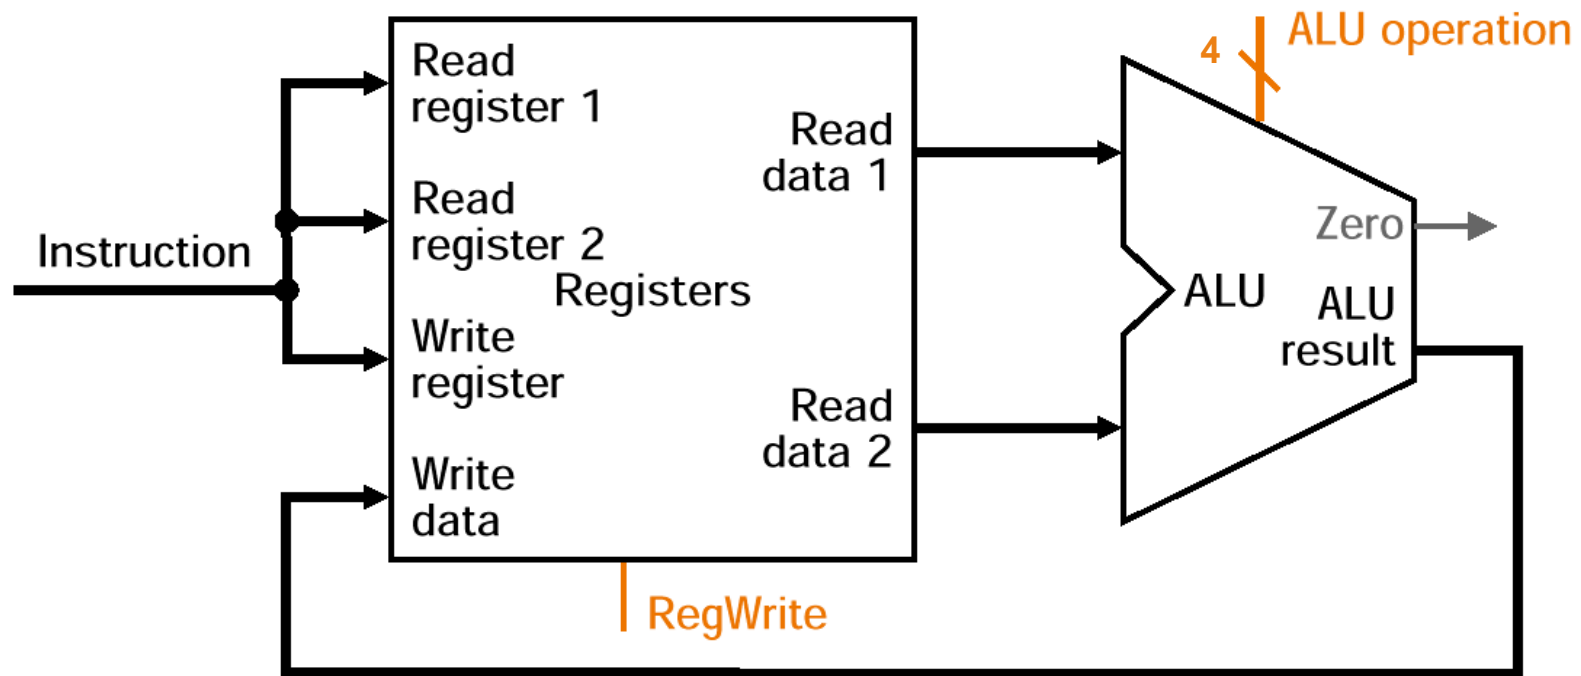 Instruction
Read
register 1
Read
register 2
Registers
Write
register
Write
data
Read
data 1
Read
data 2
RegWrite
4
ALU operation
Zero
ALU
ALU
result